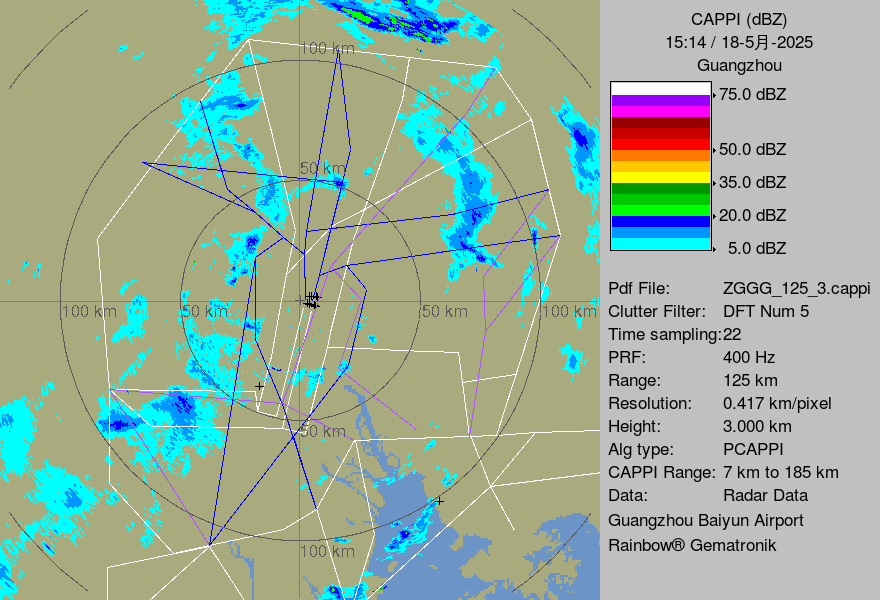 CAPPI (dBZ)
15:14 / 18-5月-2025
Guangzhou
75.0 dBZ
50.0 dBZ
35.0 dBZ
20.0 dBZ
5.0 dBZ
Pdf File: ZGGG_125_3.cappi
Clutter Filter: DFT Num 5
Time sampling:22
PRF: 400 Hz
Range: 125 km
Resolution: 0.417 km/pixel
Height: 3.000 km
Alg type: PCAPPI
CAPPI Range: 7 km to 185 km
Data: Radar Data
Guangzhou Baiyun Airport
Rainbow® Gematronik
100 km
50 km
100 km
50 km
50 km
100 km
50 km
100 km